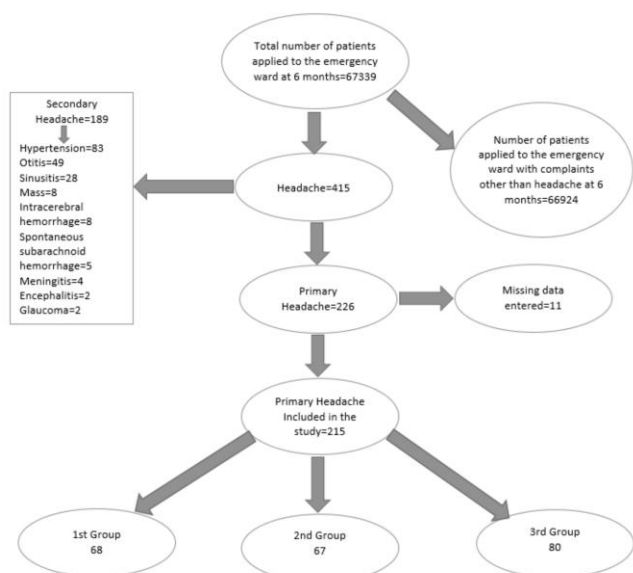 Total number of patients
applied to the emergency
ward at 6 months=67339
Secondary
Headache=189
Hypertension=83
Otitis=49
Sinusitis=28
Mass=8
Intracerebral
hemorrhage=8
Spontaneous
subarachnoid
hemorrhage=5
Meningitis=4
Encephalitis=2
Glaucoma=2
Number of patients
applied to the emergency
ward with complaints
other than headache at 6
months=66924
Headache=415
Primary
Headache=226
Missing data
entered=11
Primary Headache
Included in the
study=215
1st Group
68
2nd Group
67
3rd Group
80